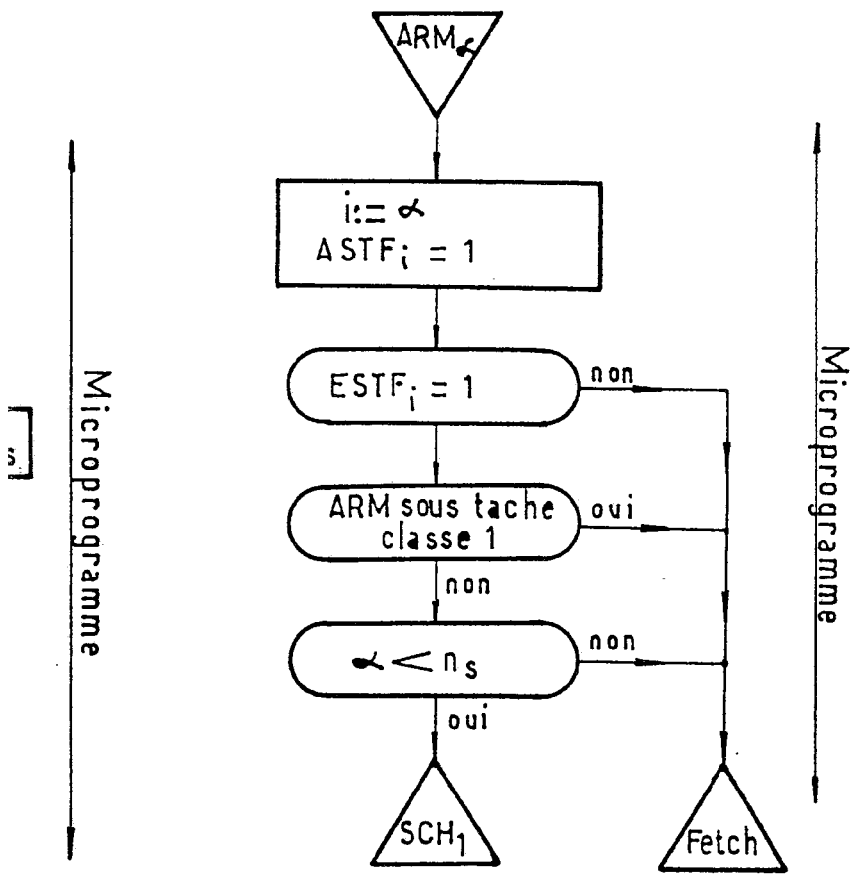 ARMα
i:= α
ASTFi = 1
ESTFi = 1
non
ARM sous tache
classe 1
oui
non
α < ns
non
oui
SCH1
Fetch
Microprogramme
Microprogramme
s